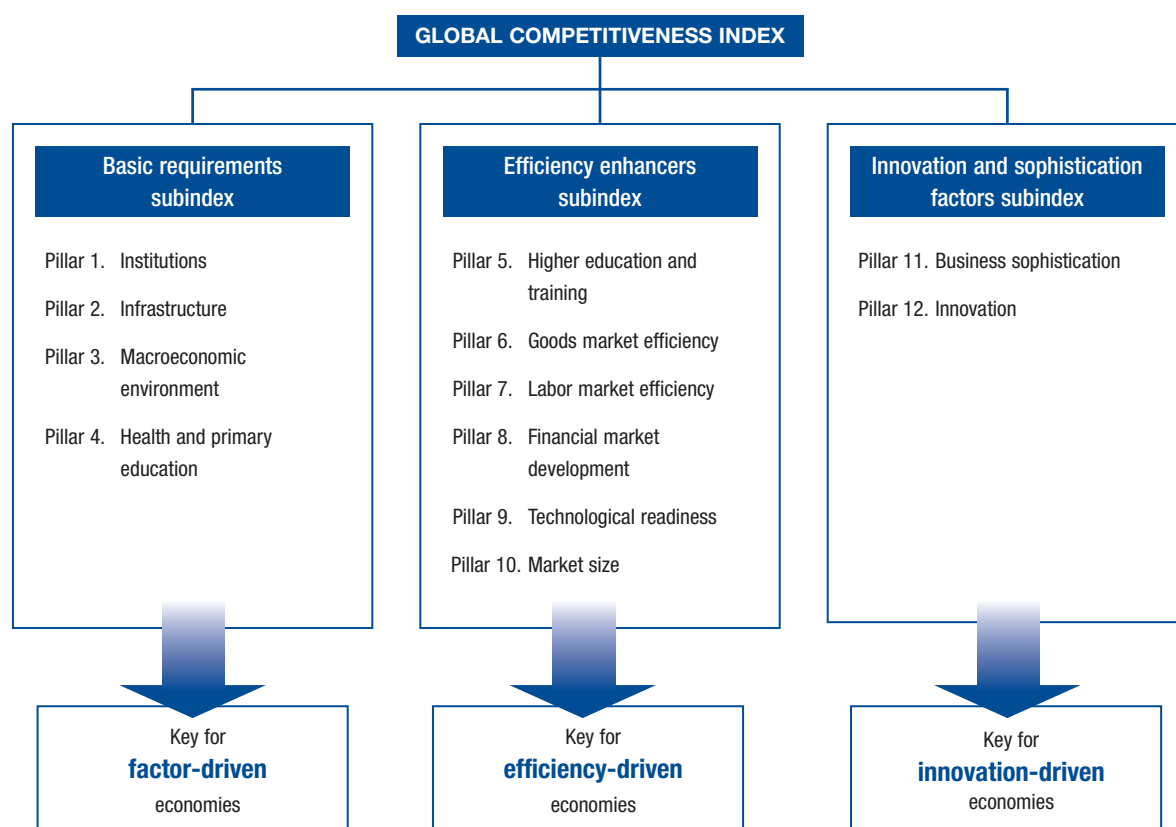 GLOBAL COMPETITIVENESS INDEX
Basic requirements
subindex
Pillar 1. Institutions
Pillar 2. Infrastructure
Pillar 3. Macroeconomic
environment
Pillar 4. Health and primary
education
Key for
factor-driven
economies
Efficiency enhancers
subindex
Pillar 5. Higher education and
training
Pillar 6. Goods market efficiency
Pillar 7. Labor market efficiency
Pillar 8. Financial market
development
Pillar 9. Technological readiness
Pillar 10. Market size
Key for
efficiency-driven
economies
Innovation and sophistication
factors subindex
Pillar 11. Business sophistication
Pillar 12. Innovation
Key for
innovation-driven
economies